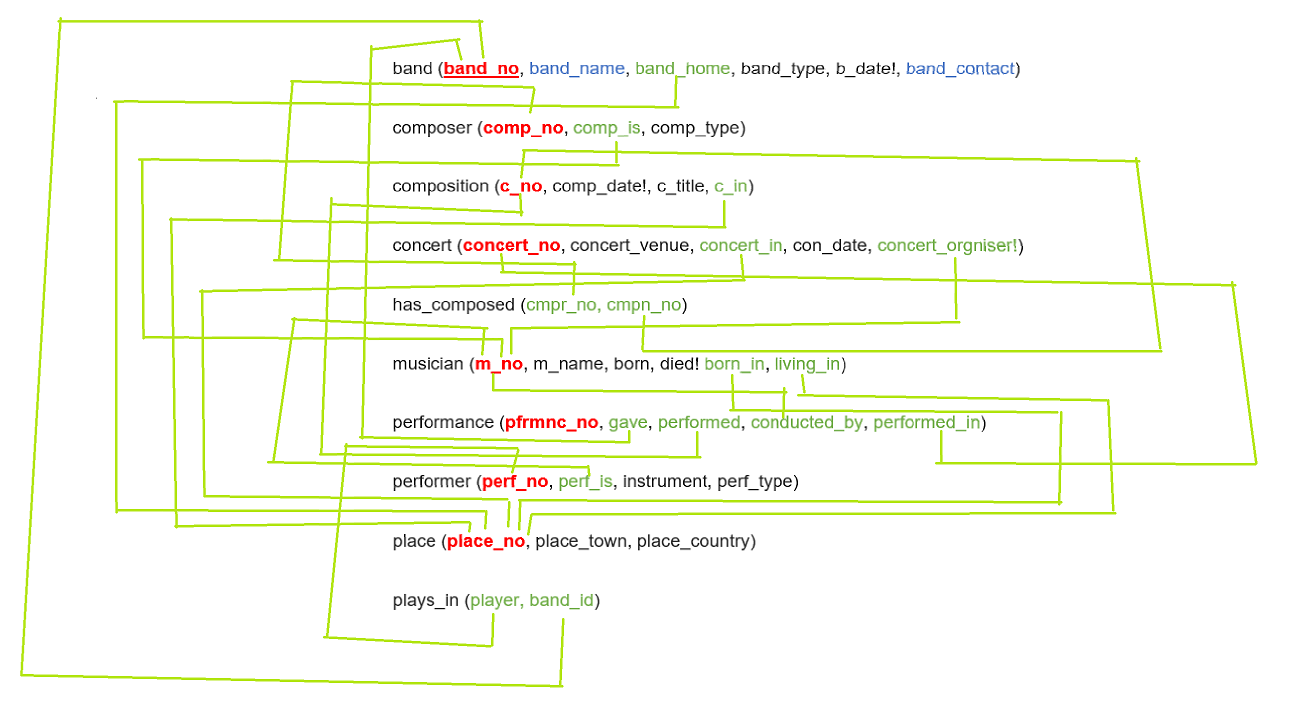 band (band_no, band_name, band_home, band_type, b_date!, band_contact)
composer (comp_no, comp_is, comp_type)
composition (c_no, comp_date!, c_title, c_in)
concert (concert_no, concert_venue, concert_in, con_date, concert_orgniser!)
has_composed (cmpr_no, cmpn_no)
musician (m_no, m_name, born, died! born_in, living_in)
performance (pfrmnc_no, gave, performed, conducted_by, performed_in)
performer (perf_no, perf_is, instrument, perf_type)
place (place_no, place_town, place_country)
plays_in (player, band_id)